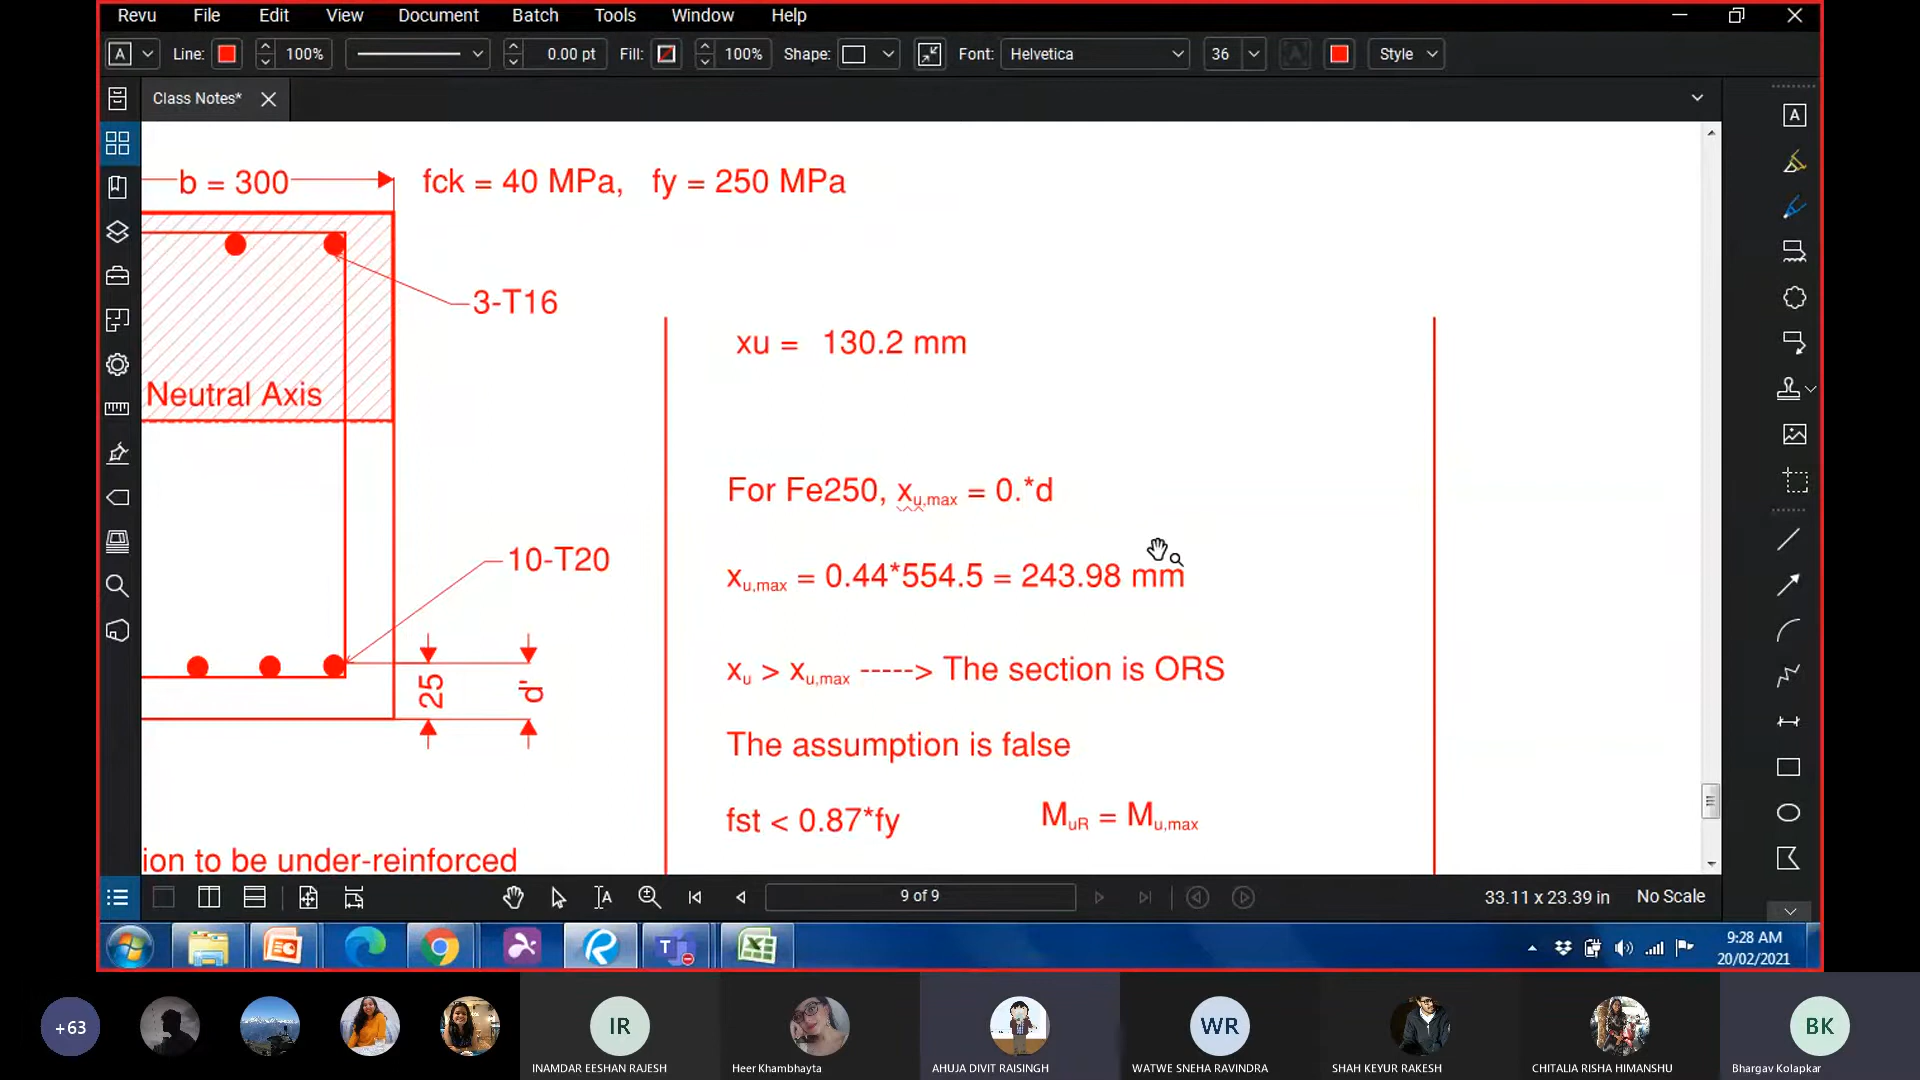 Revu File Edit View Document Batch Tools Window Help
A Line: 100% 0.00 pt Fill: 100% Shape: Font: Helvetica 36 A Style
Class Notes*
b = 300 fck = 40 MPa, fy = 250 MPa
3-T16
xu = 130.2 mm
Neutral Axis
For Fe250, xu,max = 0.*d
10-T20
xu,max = 0.44*554.5 = 243.98 mm
25
d'
xu > xu,max -----> The section is ORS
The assumption is false
fst < 0.87*fy MuR = Mu,max
ion to be under-reinforced
9 of 9 33.11 x 23.39 in No Scale
9:28 AM
20/02/2021
+63 IR WR BK
INAMDAR EESHAN RAJESH Heer Khambhayta AHUJA DIVIT RAISINGH WATWE SNEHA RAVINDRA SHAH KEYUR RAKESH CHITALIA RISHA HIMANSHU Bhargav Kolapkar